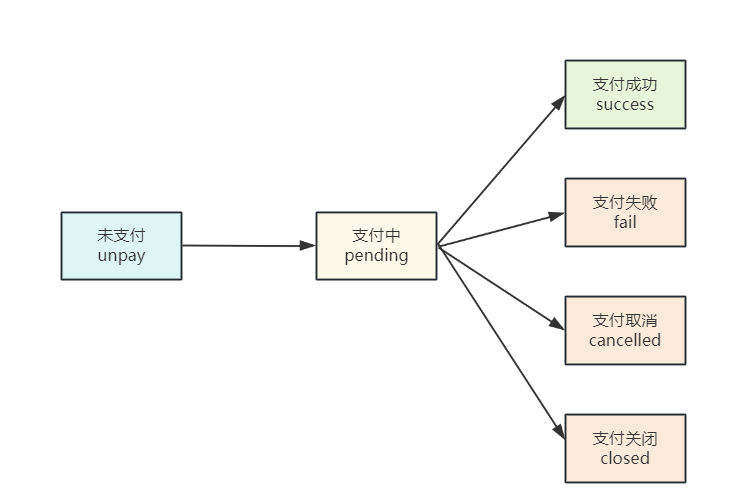 未支付
unpay
支付中
pending
支付成功
success
支付失败
fail
支付取消
cancelled
支付关闭
closed